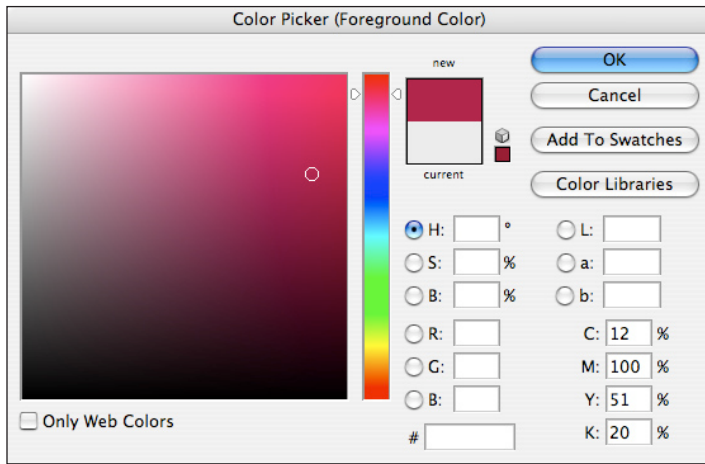 Color Picker (Foreground Color)
new
current
OK
Cancel
Add To Swatches
Color Libraries
H: °
S: %
B: %
R:
G:
B:
#
L:
a:
b:
C: 12 %
M: 100 %
Y: 51 %
K: 20 %
Only Web Colors